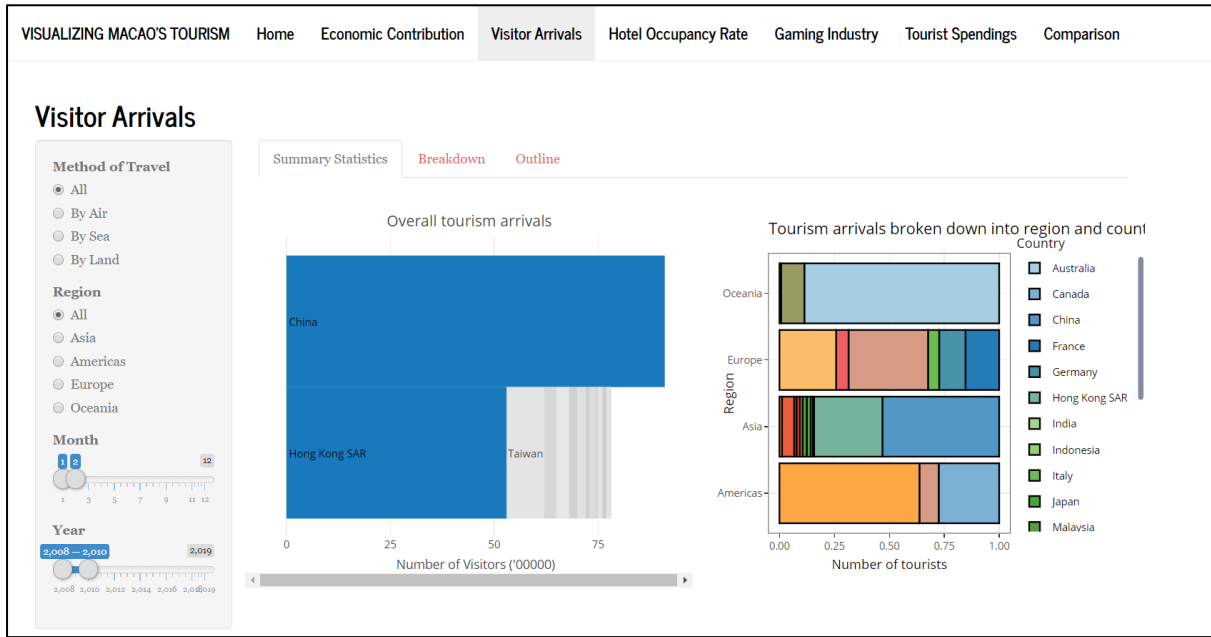 VISUALIZING MACAO'S TOURISM Home Economic Contribution Visitor Arrivals Hotel Occupancy Rate Gaming Industry Tourist Spendings Comparison
Visitor Arrivals
Method of Travel
All
By Air
By Sea
By Land
Region
All
Asia
Americas
Europe
Oceania
Month
1 2 12
1 3 5 7 9 11 12
Year
2,008 — 2,010 2,019
2,008 2,010 2,012 2,014 2,016
Summary Statistics Breakdown Outline
Overall tourism arrivals
China
Hong Kong SAR Taiwan
0 25 50 75
Number of Visitors ('00000)
Tourism arrivals broken down into region and count
Country
Oceania
Europe
Asia
Americas
Region
0.00 0.25 0.50 0.75 1.00
Number of tourists
Australia
Canada
China
France
Germany
Hong Kong SAR
India
Indonesia
Italy
Japan
Malaysia